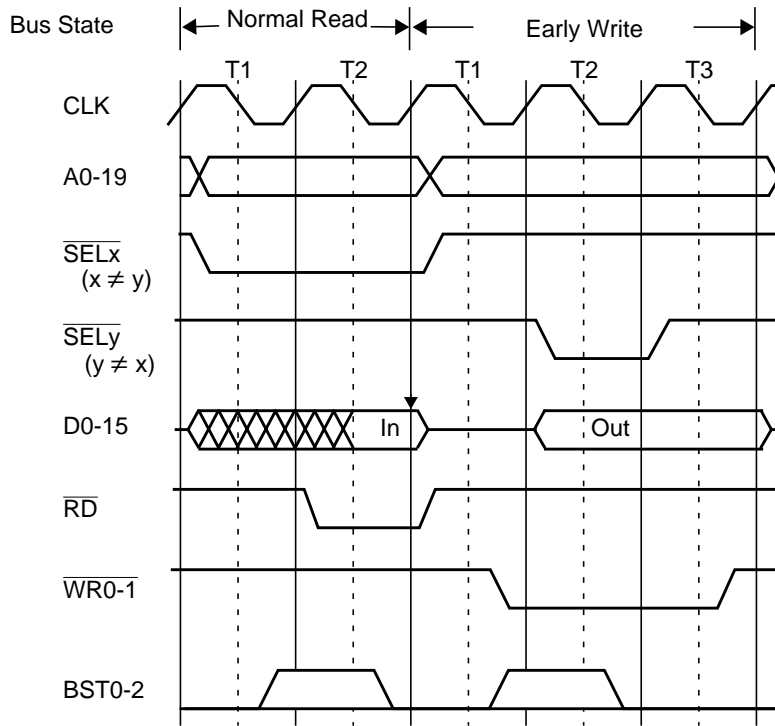 Bus State Normal Read Early Write
T1 T2 T1 T2 T3
CLK
A0-19
SELx
(x ≠ y)
SELy
(y ≠ x)
D0-15 In Out
RD
WR0-1
BST0-2